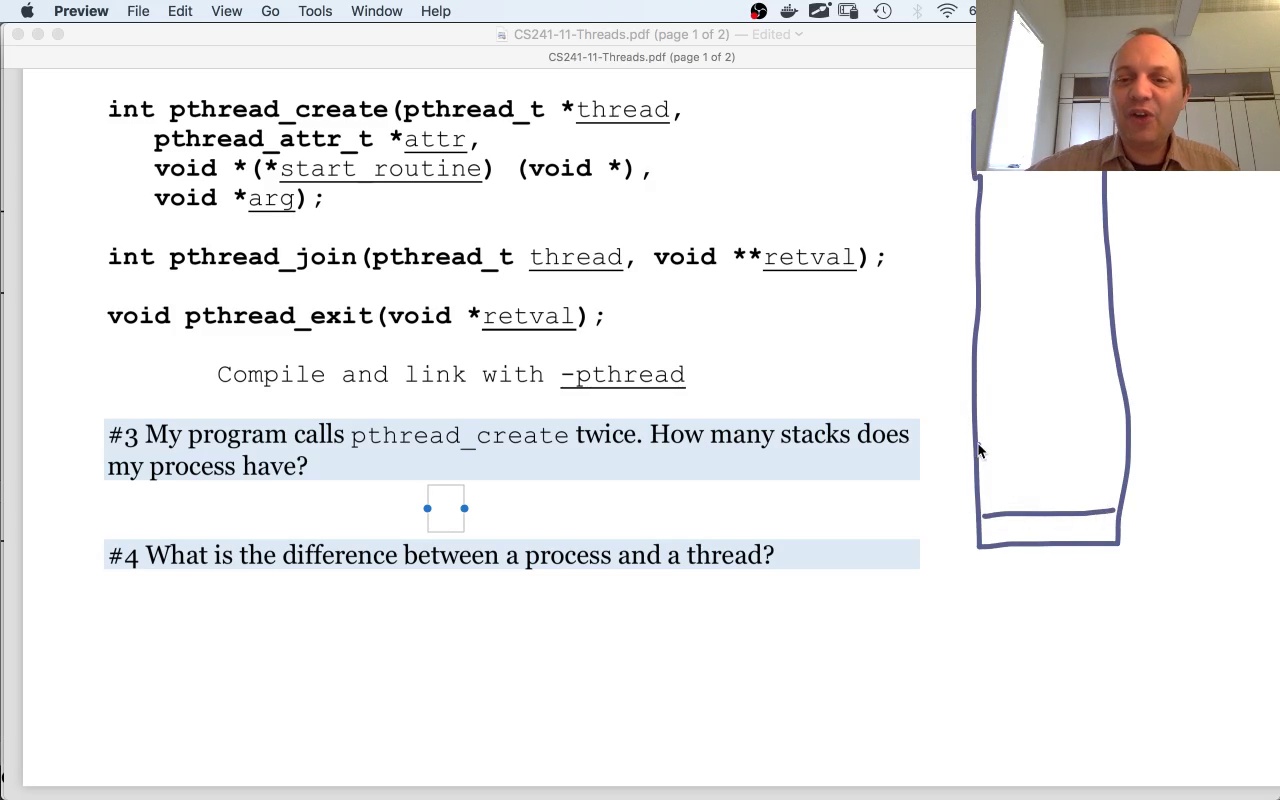 Preview File Edit View Go Tools Window Help 6
CS241-11-Threads.pdf (page 1 of 2) — Edited
CS241-11-Threads.pdf (page 1 of 2)
int pthread_create(pthread_t *thread,
pthread_attr_t *attr,
void *(*start_routine) (void *),
void *arg);
int pthread_join(pthread_t thread, void **retval);
void pthread_exit(void *retval);
Compile and link with -pthread
#3 My program calls pthread_create twice. How many stacks does
my process have?
#4 What is the difference between a process and a thread?